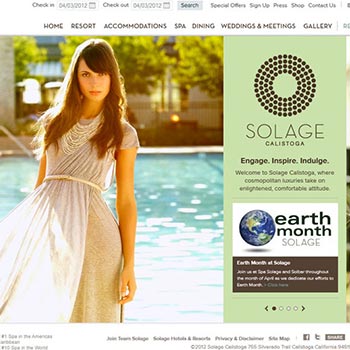 Check in 04/03/2012 Check out 04/03/2012 Search Special Offers Sign Up Press Shop Contact Us
HOME RESORT ACCOMMODATIONS SPA DINING WEDDINGS & MEETINGS GALLERY
SOLAGE
CALISTOGA
Engage. Inspire. Indulge.
Welcome to Solage Calistoga, where
cosmopolitan luxuries take on
enlightened, comfortable attitude.
earth
month
SOLAGE
Earth Month at Solage
Join us at Spa Solage and Solbar throughout the
month of April as we dedicate our efforts to
Earth Month. > Click here
#1 Spa in the Americas
#10 Spa in the World
Join Team Solage Solage Hotels & Resorts Privacy & Disclaimer Site Map SHARE
©2012 Solage Calistoga 755 Silverado Trail Calistoga California